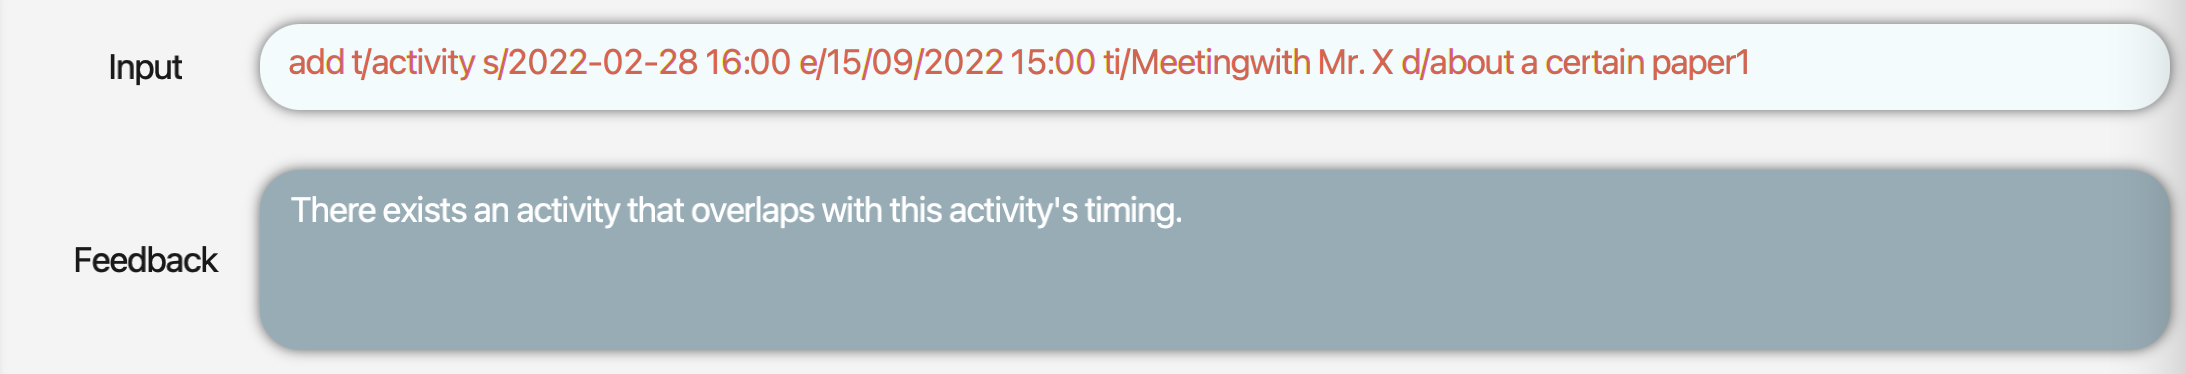 Input
add t/activity s/2022-02-28 16:00 e/15/09/2022 15:00 ti/Meetingwith Mr. X d/about a certain paper1
There exists an activity that overlaps with this activity's timing.
Feedback